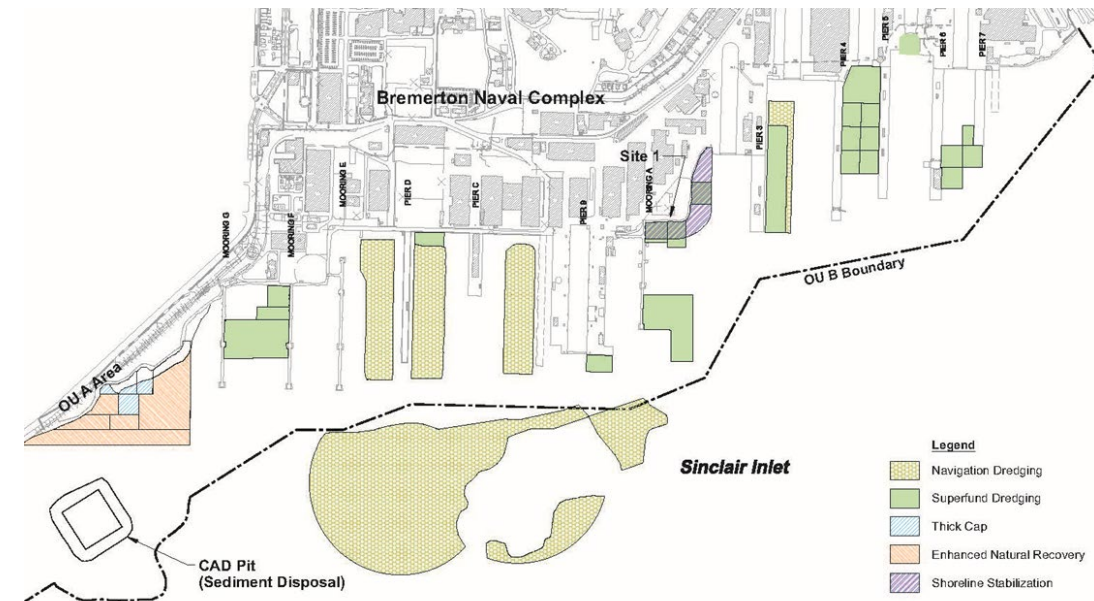 PIER 5
PIER 4
PIER 6
PIER 7
Bremerton Naval Complex
PIER 3
Site 1
MOORING E
PIER D
PIER C
MOORING A
PIER B
MOORING G
MOORING F
OU B Boundary
OU A Area
Sinclair Inlet
Legend
Navigation Dredging
Superfund Dredging
Thick Cap
Enhanced Natural Recovery
Shoreline Stabilization
CAD Pit
(Sediment Disposal)